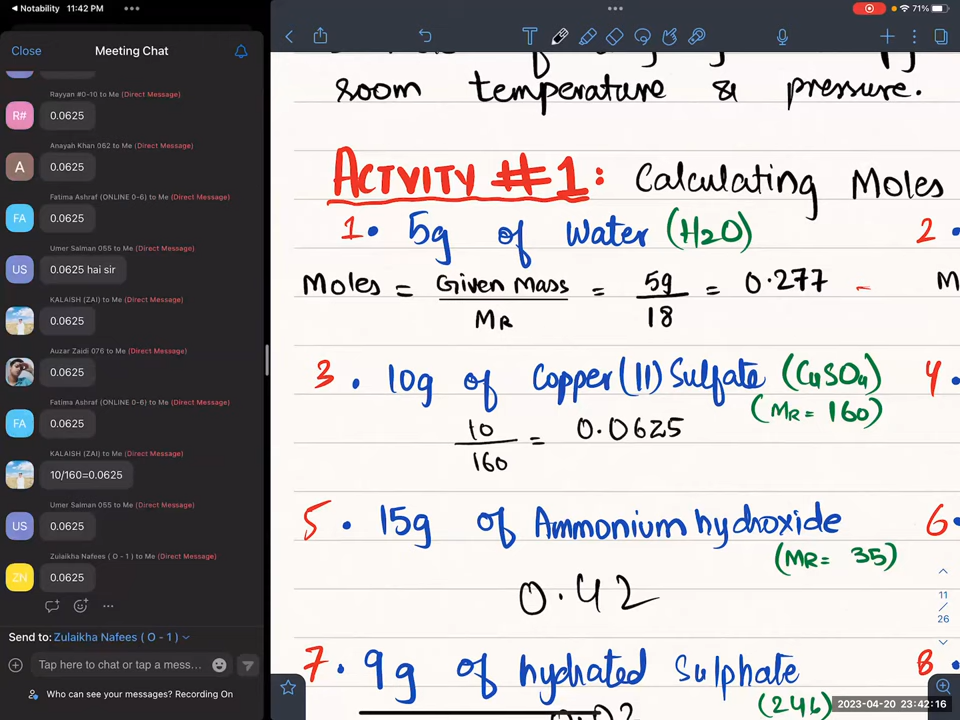 Notability 11:42 PM
71%
Close Meeting Chat
Rayyan #0-10 to Me (Direct Message)
R# 0.0625
Anayah Khan 062 to Me (Direct Message)
A 0.0625
Fatima Ashraf (ONLINE 0-6) to Me (Direct Message)
FA 0.0625
Umer Salman 055 to Me (Direct Message)
US 0.0625 hai sir
KALAISH (ZAI) to Me (Direct Message)
0.0625
Auzar Zaidi 076 to Me (Direct Message)
0.0625
Fatima Ashraf (ONLINE 0-6) to Me (Direct Message)
FA 0.0625
KALAISH (ZAI) to Me (Direct Message)
10/160=0.0625
Umer Salman 055 to Me (Direct Message)
US 0.0625
Zulaikha Nafees ( O - 1 ) to Me (Direct Message)
ZN 0.0625
Send to: Zulaikha Nafees ( O - 1 )
Tap here to chat or tap a mess...
Who can see your messages? Recording On
room temperature & pressure.
ACTVITY #1: Calculating Moles
1. 5g of Water (H2O) 2.
Moles = Given Mass / MR = 5g / 18 = 0.277 - M
3. 10g of Copper (II) Sulfate (CuSO4) 4.
(MR = 160)
10 / 160 = 0.0625
5. 15g of Ammonium hydroxide 6.
(MR = 35)
0.42
11 / 26
7. 9g of hydrated Sulphate 8.
(246)
2023-04-20 23:42:16